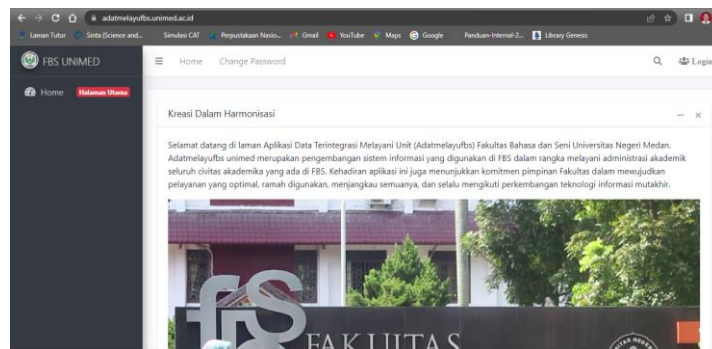 adatmelayufbs.unimed.ac.id
Laman Tutor Sinta (Science and... Simulasi CAT Perpustakaan Nasio... Gmail YouTube Maps Google Panduan-Internal-2... Library Genesis
FBS UNIMED
Home Change Password
Login
Home Halaman Utama
Kreasi Dalam Harmonisasi
Selamat datang di laman Aplikasi Data Terintegrasi Melayani Unit (Adatmelayufbs) Fakultas Bahasa dan Seni Universitas Negeri Medan.
Adatmelayufbs unimed merupakan pengembangan sistem informasi yang digunakan di FBS dalam rangka melayani administrasi akademik
seluruh civitas akademika yang ada di FBS. Kehadiran aplikasi ini juga menunjukkan komitmen pimpinan Fakultas dalam mewujudkan
pelayanan yang optimal, ramah digunakan, menjangkau semuanya, dan selalu mengikuti perkembangan teknologi informasi mutakhir.
fbs
FAKULTAS